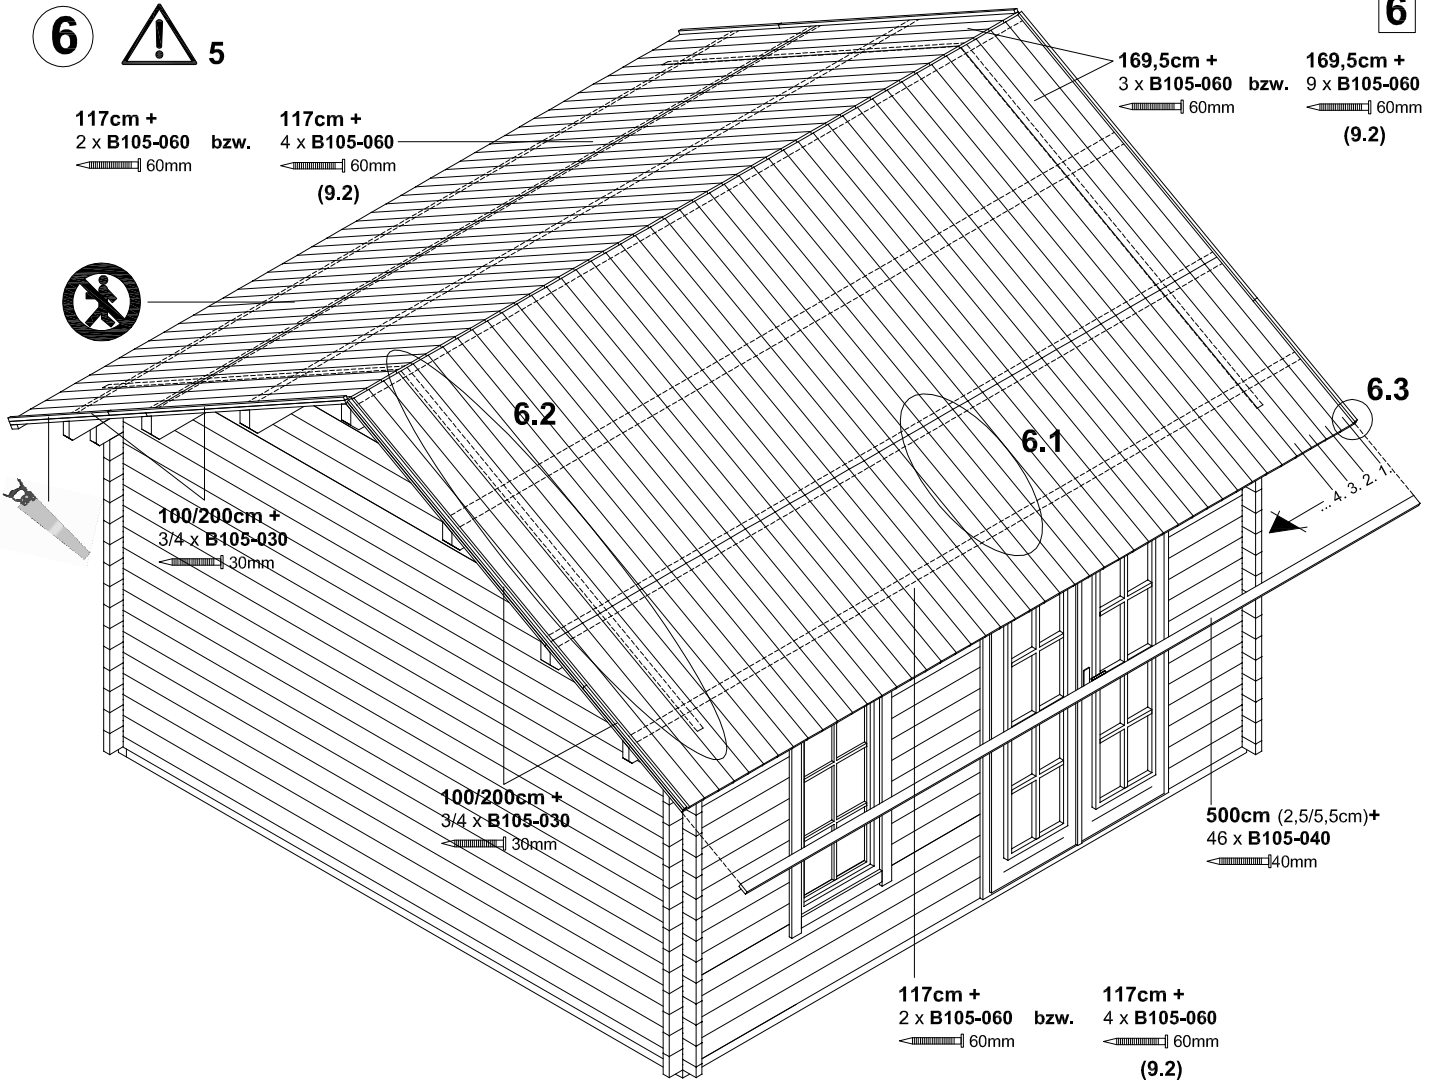 6
5
6
117cm +
2 x B105-060 bzw.
60mm
117cm +
4 x B105-060
60mm
(9.2)
169,5cm +
3 x B105-060 bzw.
60mm
169,5cm +
9 x B105-060
60mm
(9.2)
6.2
6.1
6.3
... 4. 3. 2. 1.
100/200cm +
3/4 x B105-030
30mm
100/200cm +
3/4 x B105-030
30mm
500cm (2,5/5,5cm)+
46 x B105-040
40mm
117cm +
2 x B105-060 bzw.
60mm
117cm +
4 x B105-060
60mm
(9.2)